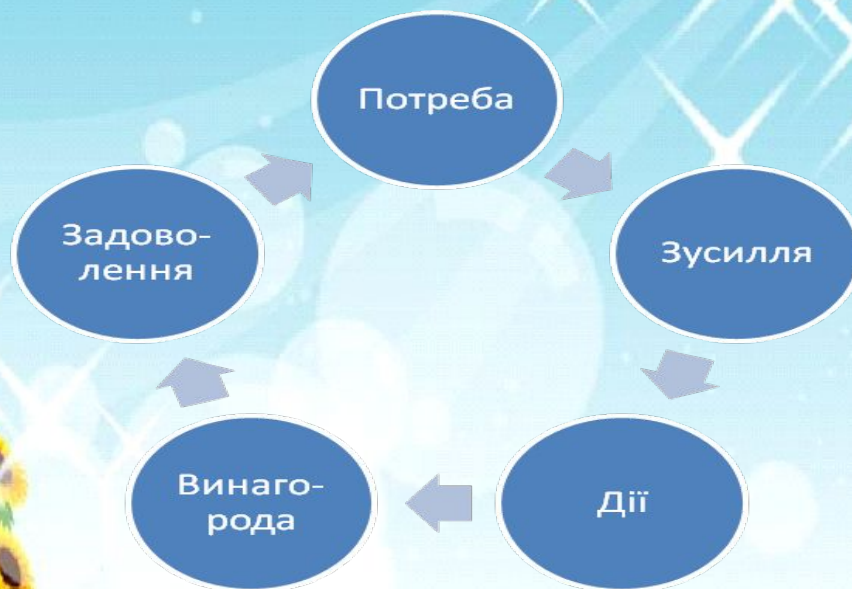 Потреба
Зусилля
Дії
Винаго-
рода
Задово-
лення